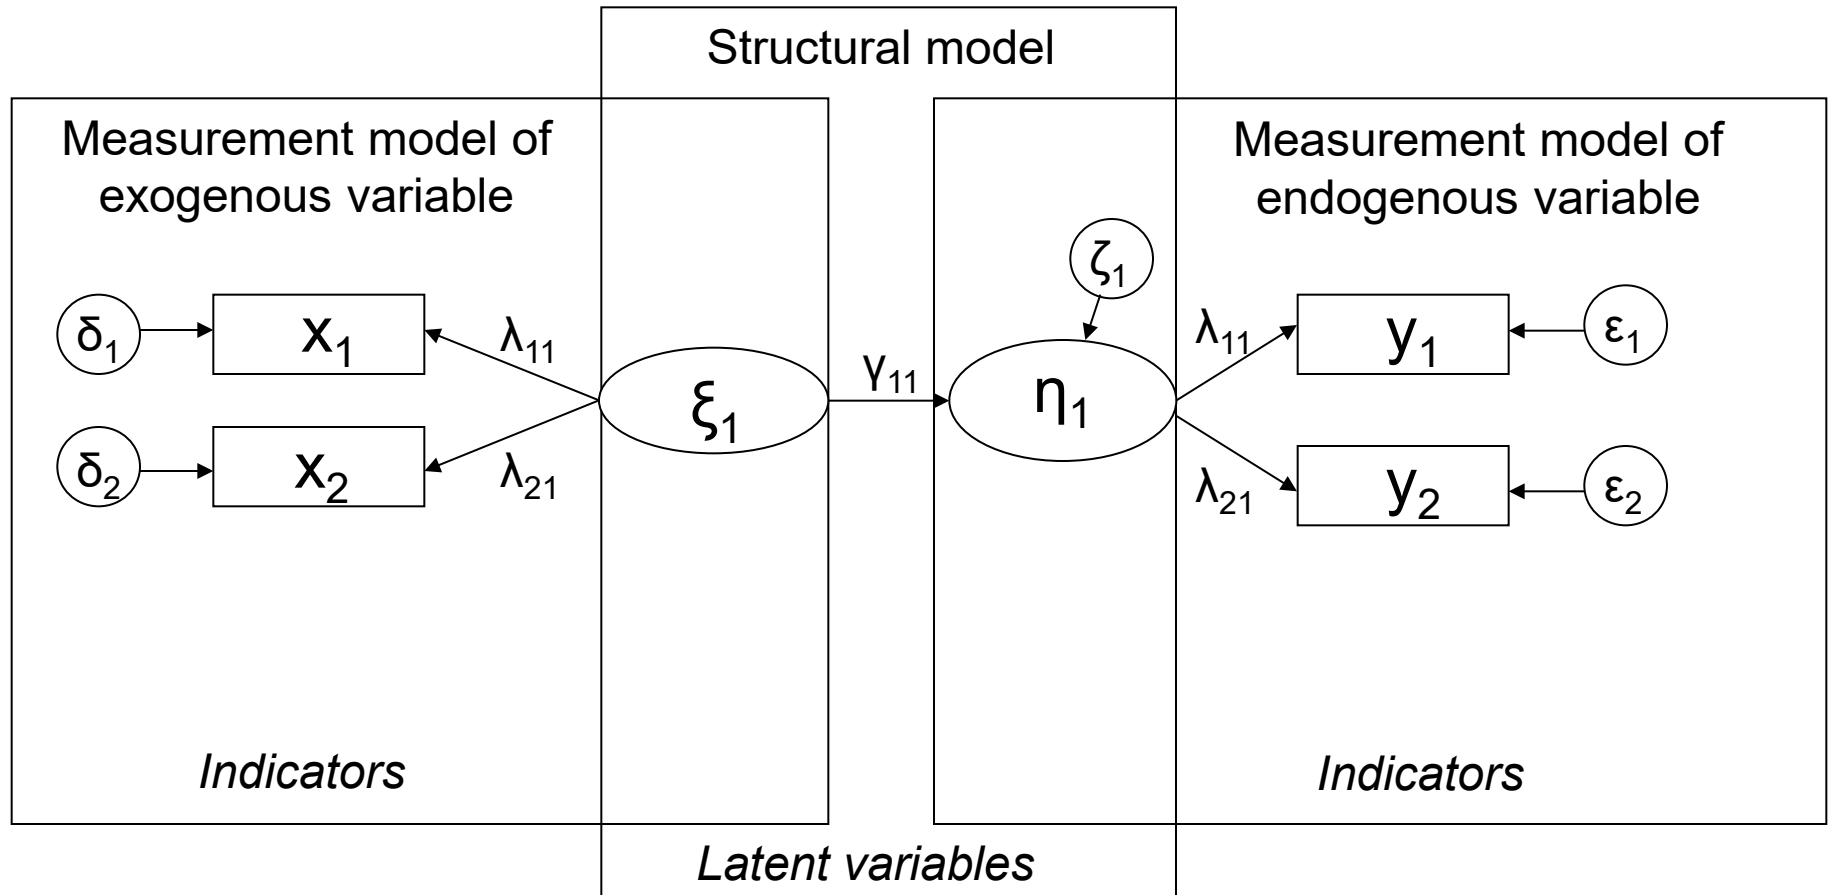 Structural model
Measurement model of
exogenous variable
Measurement model of
endogenous variable
ζ₁
δ₁
x₁
λ₁₁
γ₁₁
λ₁₁
y₁
ε₁
ξ₁
η₁
δ₂
x₂
λ₂₁
λ₂₁
y₂
ε₂
Indicators
Indicators
Latent variables